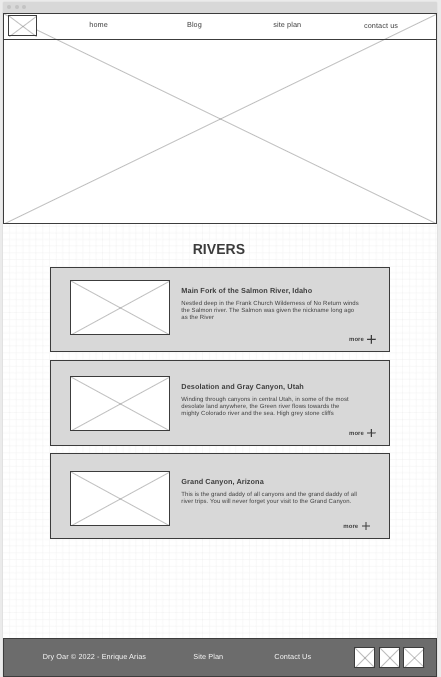 home Blog site plan contact us
RIVERS
Main Fork of the Salmon River, Idaho
Nestled deep in the Frank Church Wilderness of No Return winds
the Salmon river. The Salmon was given the nickname long ago
as the River
more
Desolation and Gray Canyon, Utah
Winding through canyons in central Utah, in some of the most
desolate land anywhere, the Green river flows towards the
mighty Colorado river and the sea. High grey stone cliffs
more
Grand Canyon, Arizona
This is the grand daddy of all canyons and the grand daddy of all
river trips. You will never forget your visit to the Grand Canyon.
more
Dry Oar © 2022 - Enrique Arias Site Plan Contact Us